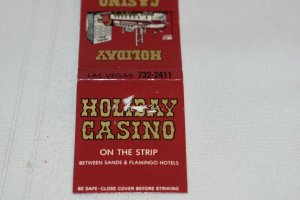 CASINO
HOLIDAY
LAS VEGAS 732-2411
HOLIDAY
CASINO
ON THE STRIP
BETWEEN SANDS & FLAMINGO HOTELS
BE SAFE - CLOSE COVER BEFORE STRIKING